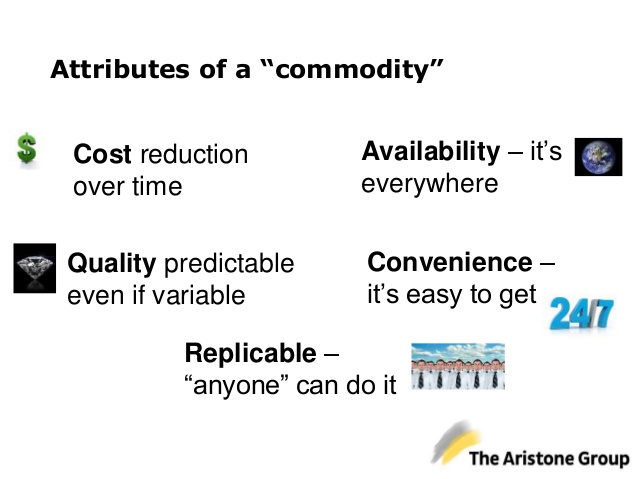 Attributes of a “commodity”
Cost reduction
over time
Availability – it’s
everywhere
Quality predictable
even if variable
Convenience –
it’s easy to get
24/7
Replicable –
“anyone” can do it
The Aristone Group